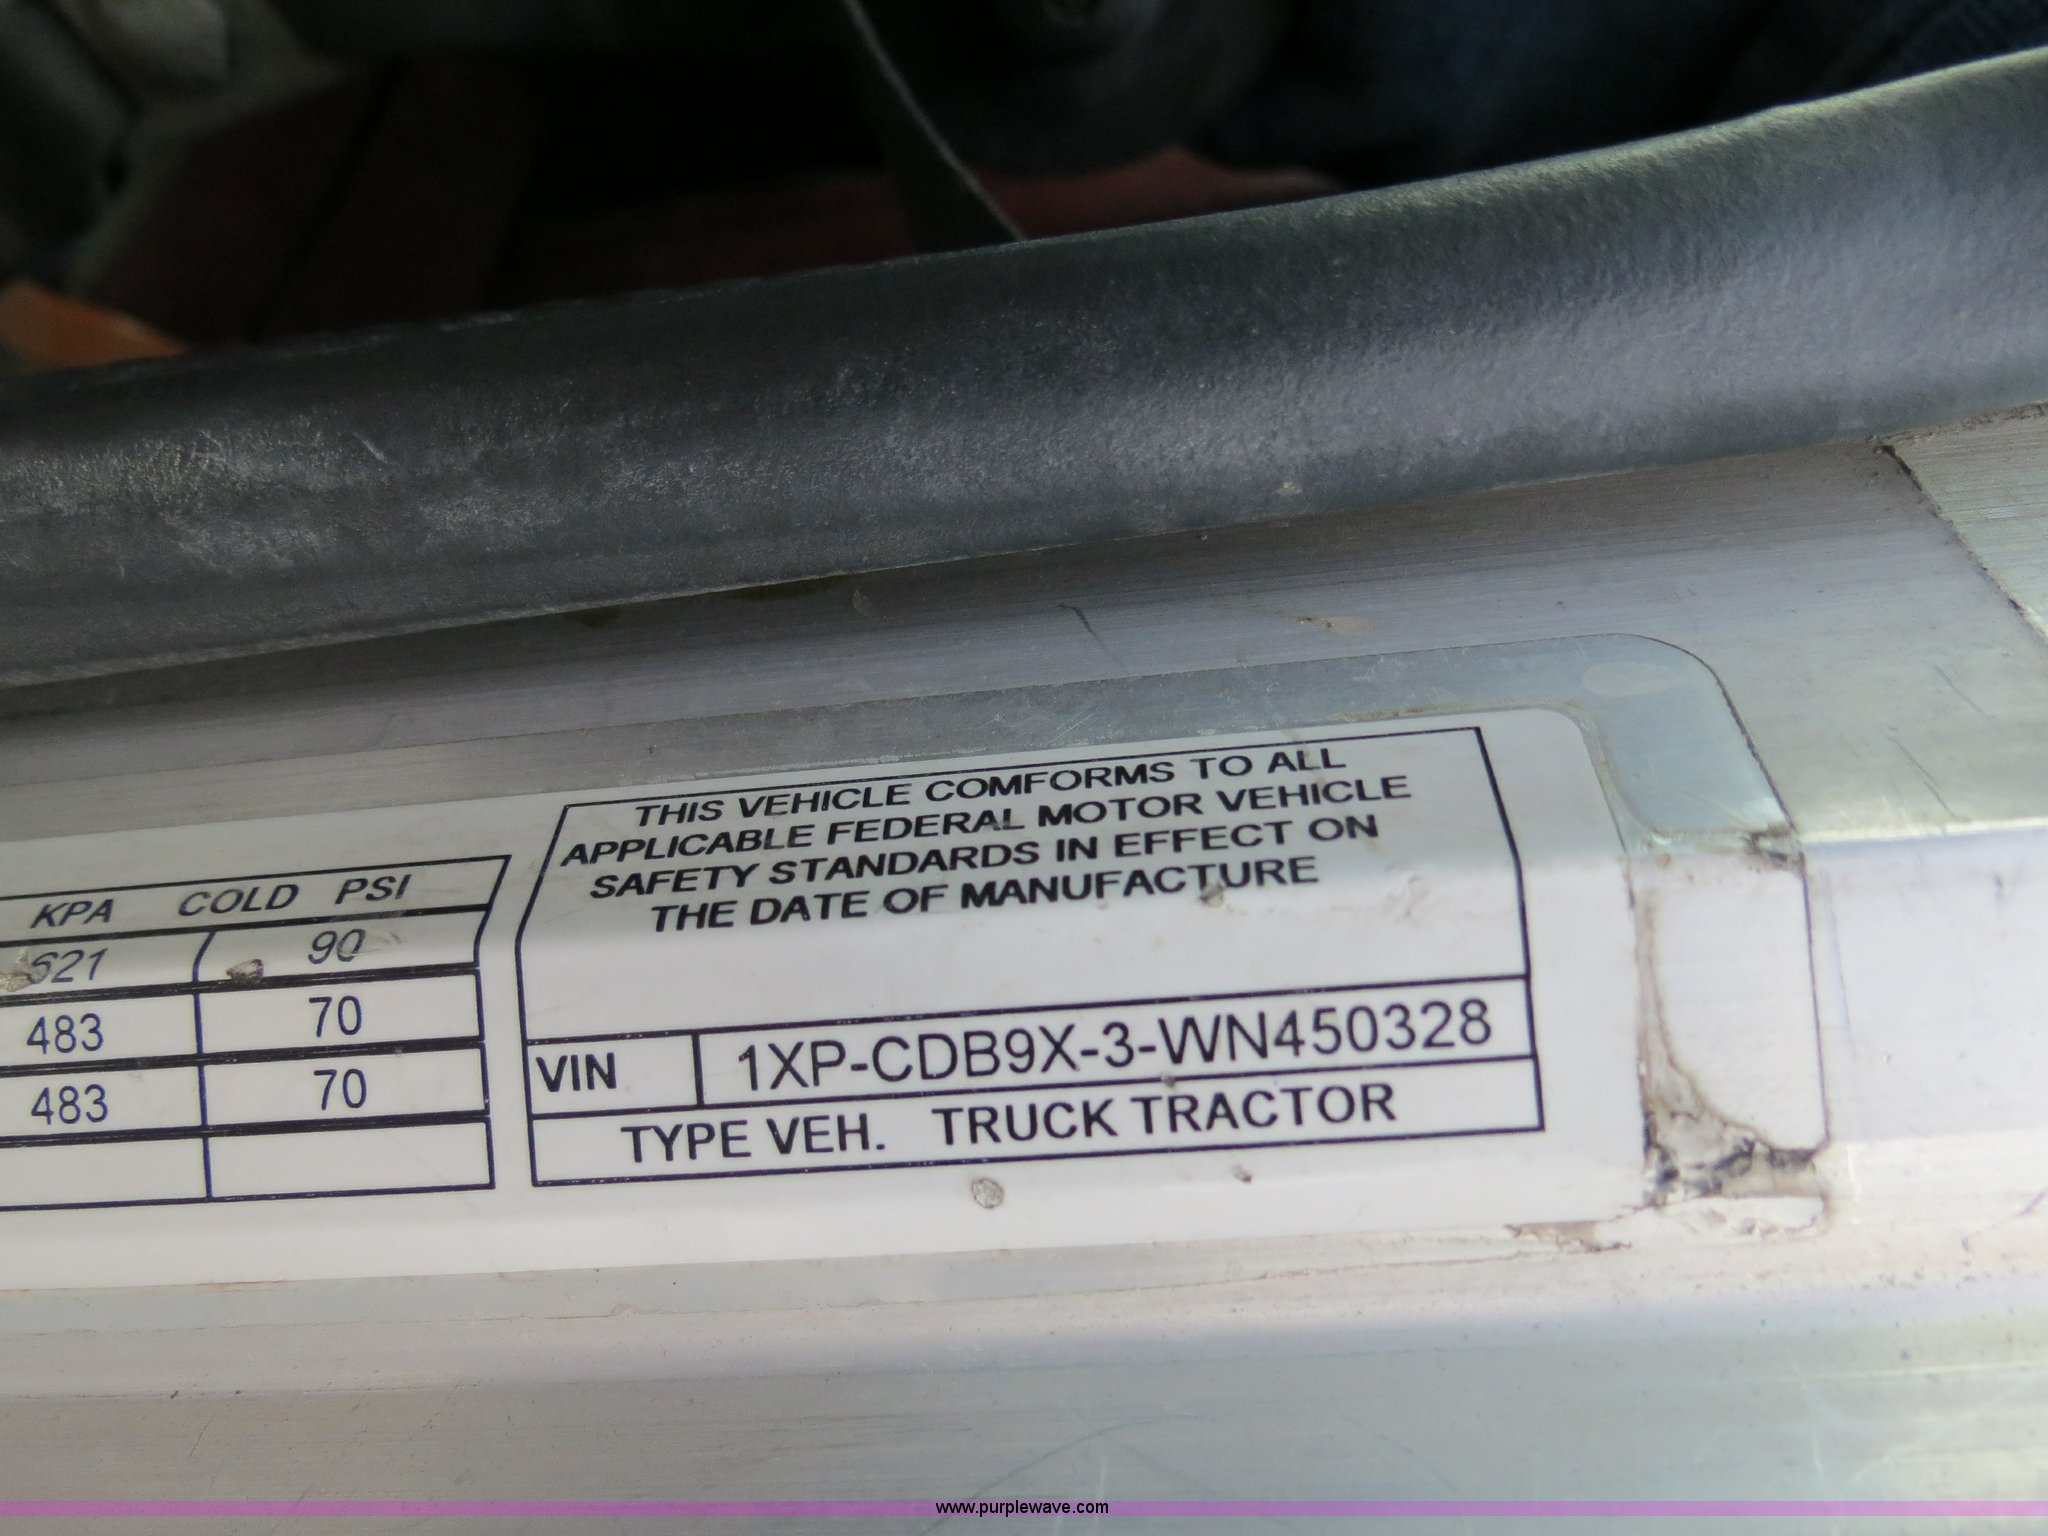 THIS VEHICLE COMFORMS TO ALL
APPLICABLE FEDERAL MOTOR VEHICLE
SAFETY STANDARDS IN EFFECT ON
THE DATE OF MANUFACTURE
KPA COLD PSI
621 90
483 70
483 70
VIN 1XP-CDB9X-3-WN450328
TYPE VEH. TRUCK TRACTOR
www.purplewave.com